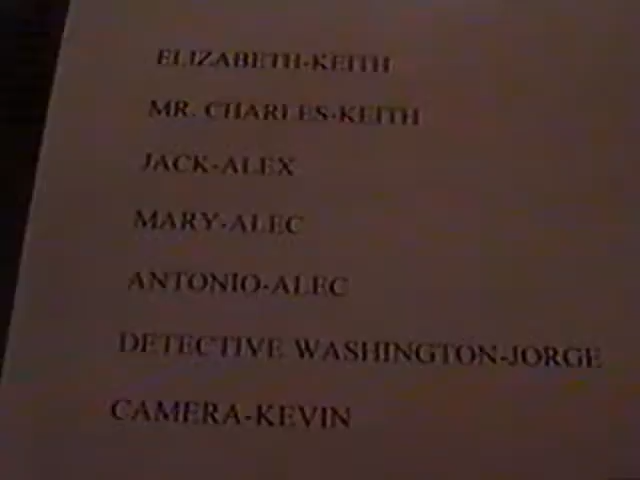 ELIZABETH-KEITH
MR. CHARLES-KEITH
JACK-ALEX
MARY-ALEC
ANTONIO-ALEC
DETECTIVE WASHINGTON-JORGE
CAMERA-KEVIN